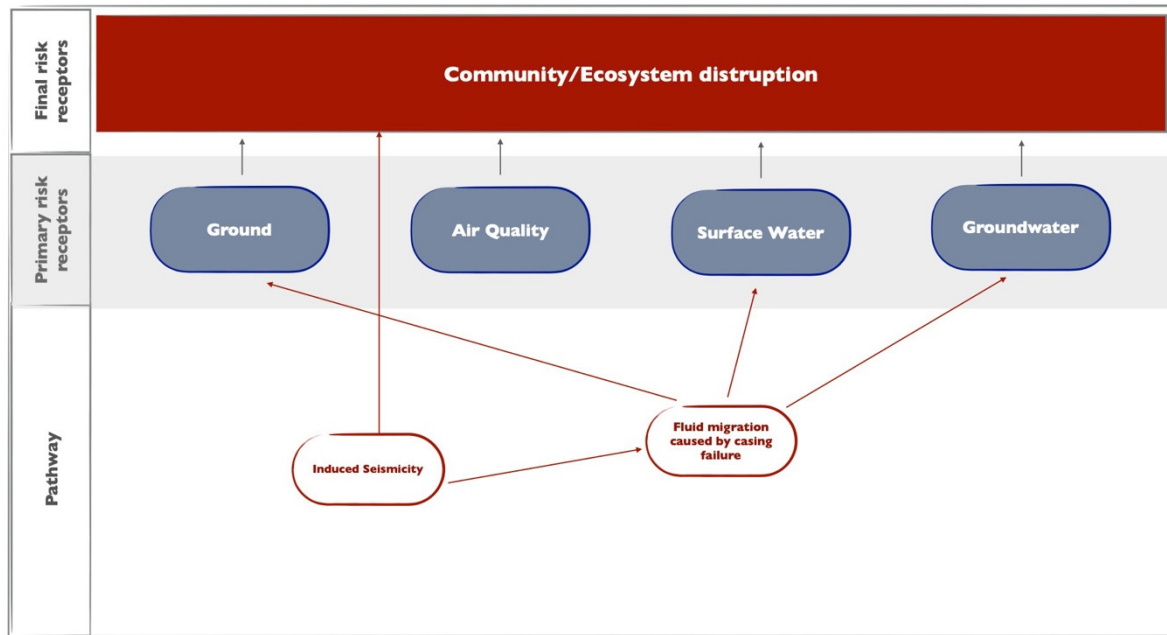 Final risk
receptors
Community/Ecosystem distruption
Primary risk
receptors
Ground
Air Quality
Surface Water
Groundwater
Pathway
Induced Seismicity
Fluid migration
caused by casing
failure